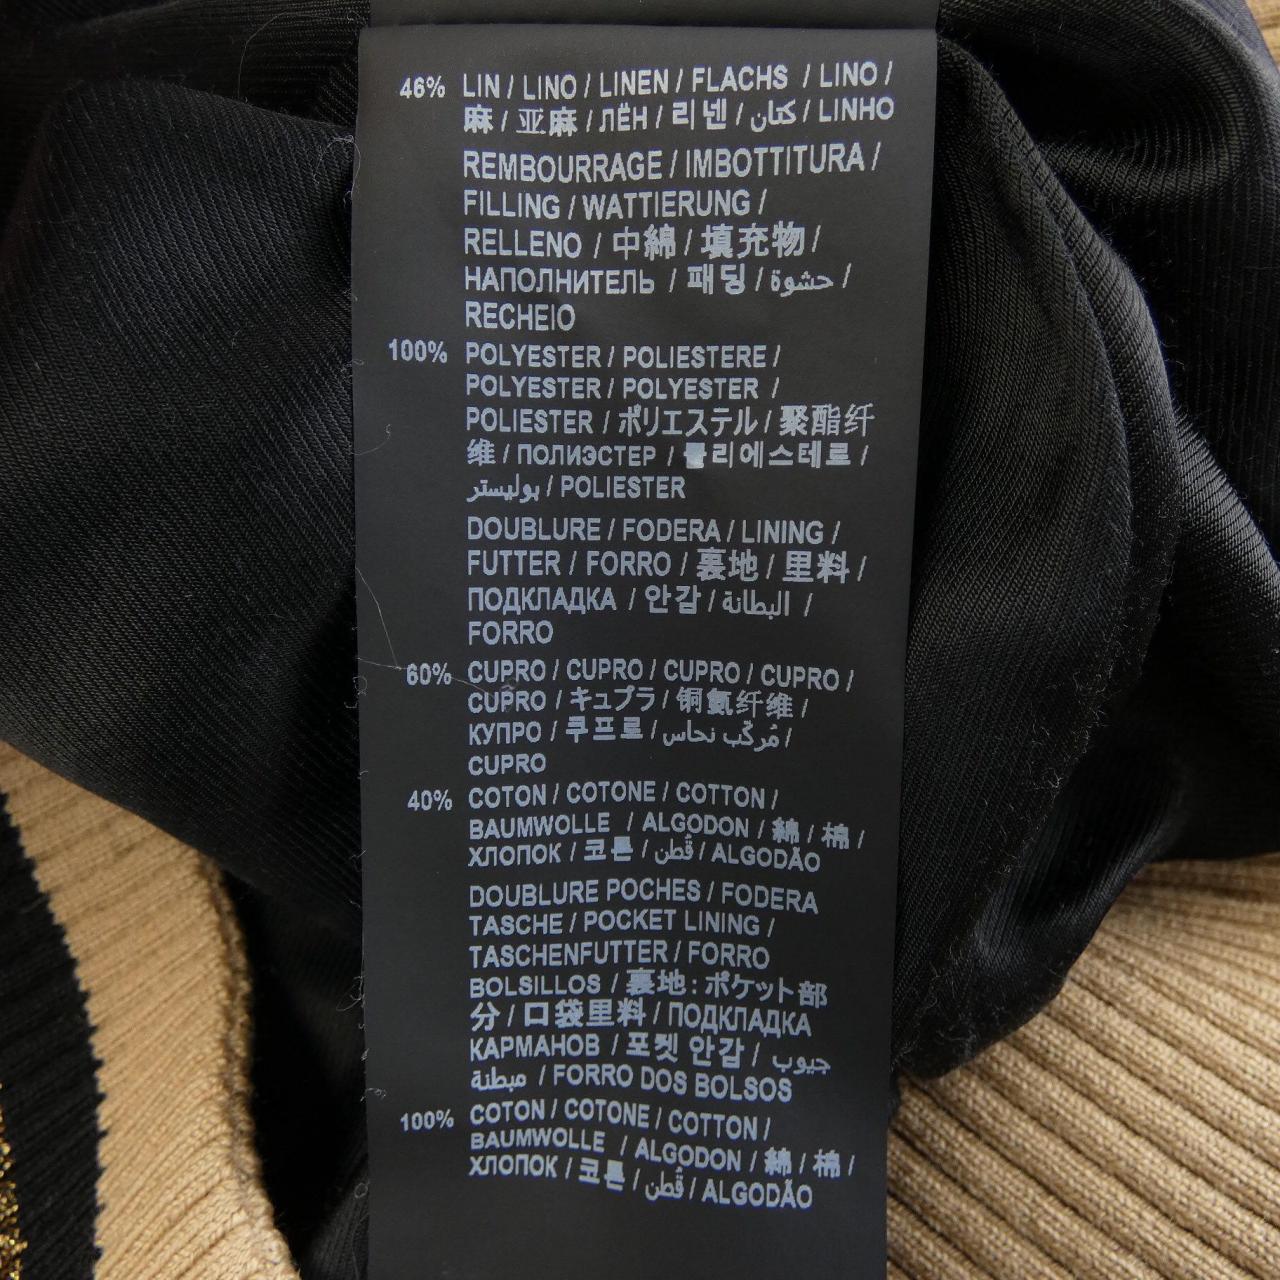 46% LIN / LINO / LINEN / FLACHS / LINO /
麻 / 亚麻 / ЛЁН / 리넨 / كتان / LINHO
REMBOURRAGE / IMBOTTITURA /
FILLING / WATTIERUNG /
RELLENO / 中綿 / 填充物 /
НАПОЛНИТЕЛЬ / 패딩 / حشوة /
RECHEIO
100% POLYESTER / POLIESTERE /
POLYESTER / POLYESTER /
POLIESTER / ポリエステル / 聚酯纤
维 / ПОЛИЭСТЕР / 폴리에스테르 /
بوليستر / POLIESTER
DOUBLURE / FODERA / LINING /
FUTTER / FORRO / 裏地 / 里料 /
ПОДКЛАДКА / 안감 / البطانة /
FORRO
60% CUPRO / CUPRO / CUPRO / CUPRO /
CUPRO / キュプラ / 铜氨纤维 /
КУПРО / 쿠프로 / مُركّب نحاس /
CUPRO
40% COTON / COTONE / COTTON /
BAUMWOLLE / ALGODON / 綿 / 棉 /
ХЛОПОК / 코튼 / قُطن / ALGODÃO
DOUBLURE POCHES / FODERA
TASCHE / POCKET LINING /
TASCHENFUTTER / FORRO
BOLSILLOS / 裏地:ポケット部
分 / 口袋里料 / ПОДКЛАДКА
КАРМАНОВ / 포켓 안감 / جيوب
مبطنة / FORRO DOS BOLSOS
100% COTON / COTONE / COTTON /
BAUMWOLLE / ALGODON / 綿 / 棉 /
ХЛОПОК / 코튼 / قُطن / ALGODÃO